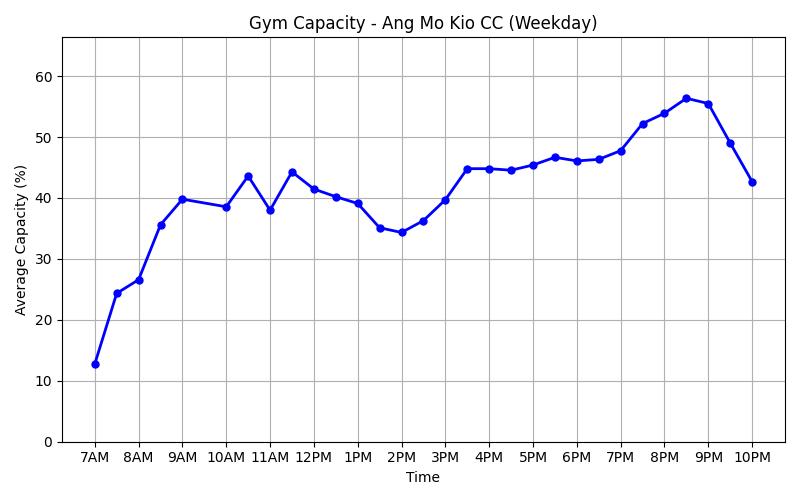 Gym Capacity - Ang Mo Kio CC (Weekday)
60
50
40
30
20
10
0
Average Capacity (%)
7AM 8AM 9AM 10AM 11AM 12PM 1PM 2PM 3PM 4PM 5PM 6PM 7PM 8PM 9PM 10PM
Time